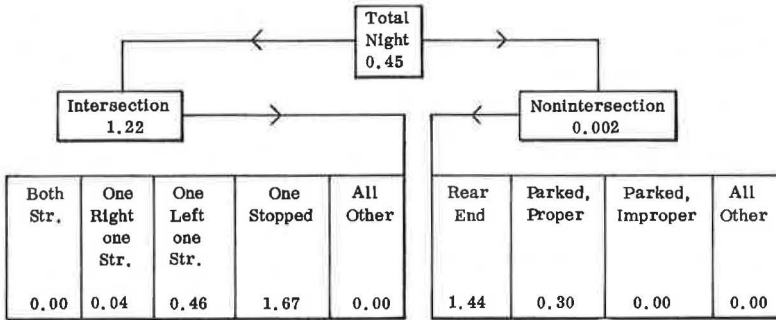 Total
Night
0.45
Intersection
1.22
Nonintersection
0.002
Both
Str.
0.00
One
Right
one
Str.
0.04
One
Left
one
Str.
0.46
One
Stopped
1.67
All
Other
0.00
Rear
End
1.44
Parked,
Proper
0.30
Parked,
Improper
0.00
All
Other
0.00